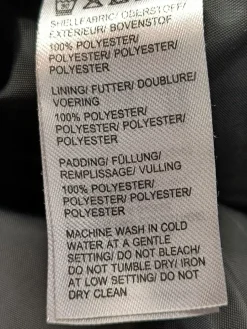 SHELLFABRIC/ OBERSTOFF/
EXTERIEUR/ BOVENSTOF
100% POLYESTER/
POLYESTER/ POLYESTER/
POLYESTER
LINING/ FUTTER/ DOUBLURE/
VOERING
100% POLYESTER/
POLYESTER/ POLYESTER/
POLYESTER
PADDING/ FÜLLUNG/
REMPLISSAGE/ VULLING
100% POLYESTER/
POLYESTER/ POLYESTER/
POLYESTER
MACHINE WASH IN COLD
WATER AT A GENTLE
SETTING/ DO NOT BLEACH/
DO NOT TUMBLE DRY/ IRON
AT LOW SETTING/ DO NOT
DRY CLEAN